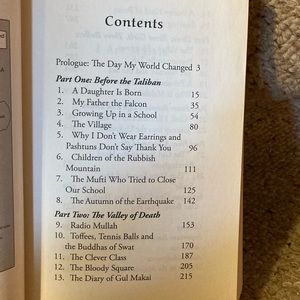 Contents
Prologue: The Day My World Changed 3
Part One: Before the Taliban
1. A Daughter Is Born 15
2. My Father the Falcon 35
3. Growing Up in a School 54
4. The Village 80
5. Why I Don't Wear Earrings and
Pashtuns Don't Say Thank You 96
6. Children of the Rubbish
Mountain 111
7. The Mufti Who Tried to Close
Our School 125
8. The Autumn of the Earthquake 142
Part Two: The Valley of Death
9. Radio Mullah 153
10. Toffees, Tennis Balls and
the Buddhas of Swat 170
11. The Clever Class 187
12. The Bloody Square 205
13. The Diary of Gul Makai 215